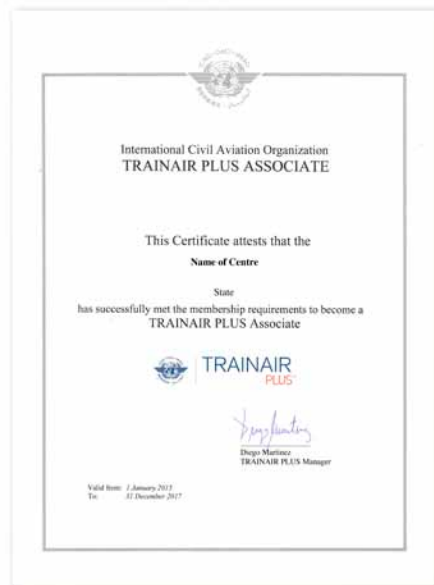 International Civil Aviation Organization
TRAINAIR PLUS ASSOCIATE
This Certificate attests that the
Name of Centre
State
has successfully met the membership requirements to become a
TRAINAIR PLUS Associate
TRAINAIR
PLUS
Diego Martinez
TRAINAIR PLUS Manager
Valid from: 1 January 2015
To: 31 December 2017